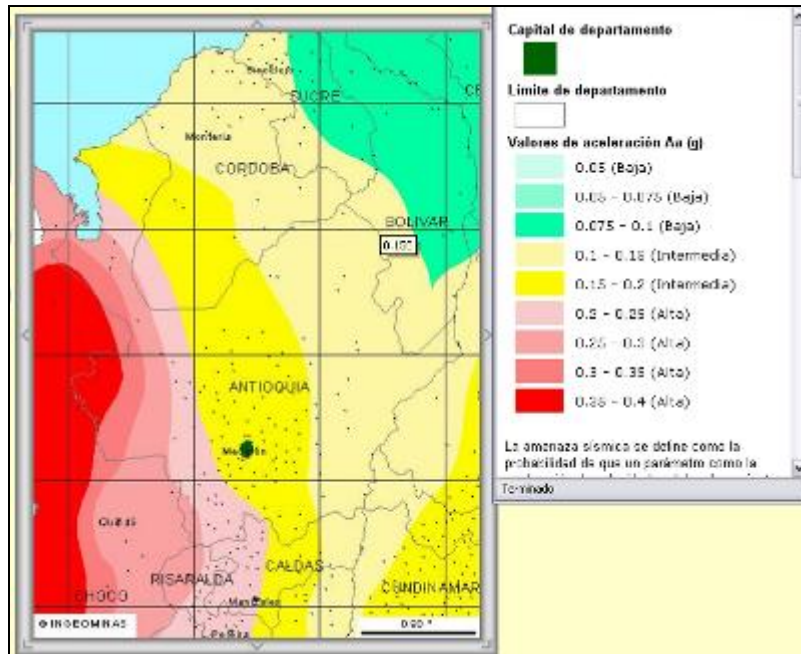 Sincelejo
SUCRE
Montería
CORDOBA
BOLIVAR
ANTIOQUIA
Medellín
Quibdó
RISARALDA
CALDAS
CHOCO
Manizales
CUNDINAMAR
Pereira
© INGEOMINAS
Capital de departamento
Límite de departamento
Valores de aceleración Aa (g)
0.05 (Baja)
0.05 - 0.075 (Baja)
0.075 - 0.1 (Baja)
0.1 - 0.15 (Intermedia)
0.15 - 0.2 (Intermedia)
0.2 - 0.25 (Alta)
0.25 - 0.3 (Alta)
0.3 - 0.35 (Alta)
0.35 - 0.4 (Alta)
La amenaza sísmica se define como la
probabilidad de que un parámetro como la
Terminado